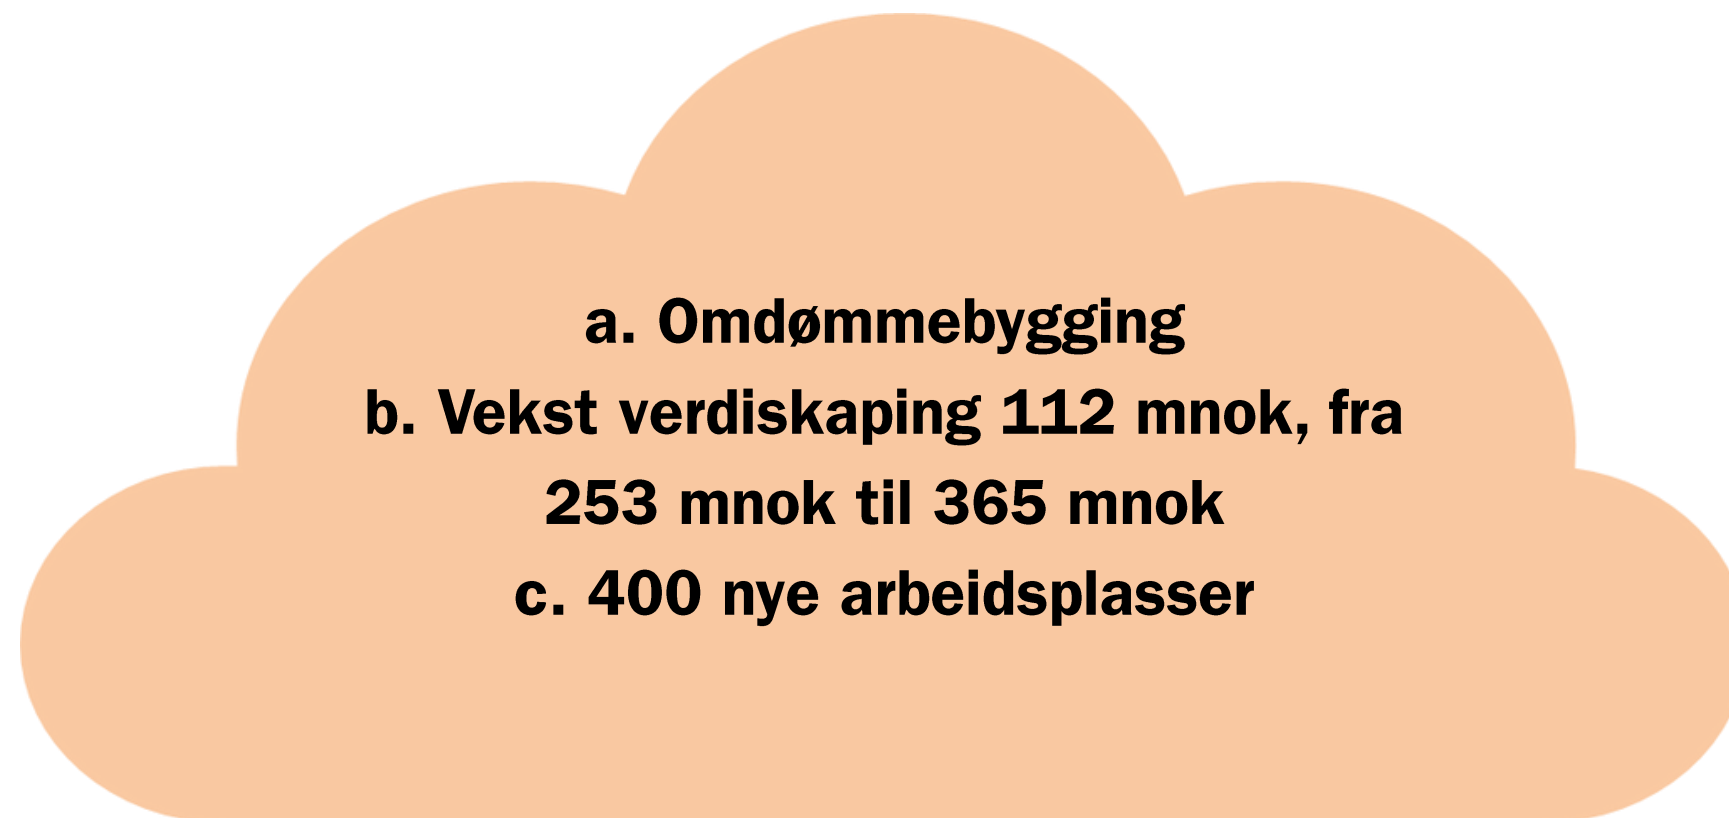 a. Omdømmebygging
b. Vekst verdiskaping 112 mnok, fra
253 mnok til 365 mnok
c. 400 nye arbeidsplasser